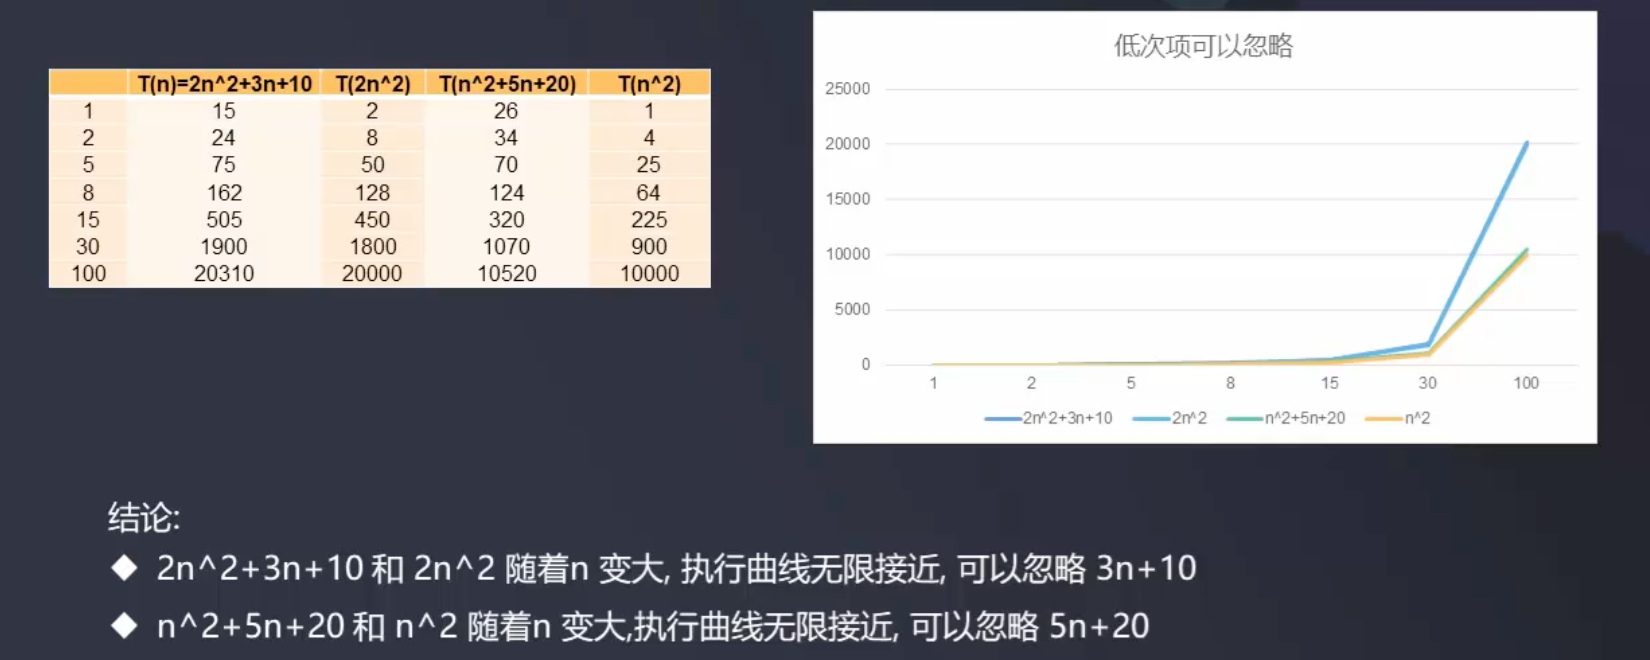 T(n)=2n^2+3n+10 T(2n^2) T(n^2+5n+20) T(n^2)
1 15 2 26 1
2 24 8 34 4
5 75 50 70 25
8 162 128 124 64
15 505 450 320 225
30 1900 1800 1070 900
100 20310 20000 10520 10000
低次项可以忽略
25000
20000
15000
10000
5000
0
1 2 5 8 15 30 100
2n^2+3n+10 2n^2 n^2+5n+20 n^2
结论:
◆ 2n^2+3n+10 和 2n^2 随着n 变大, 执行曲线无限接近, 可以忽略 3n+10
◆ n^2+5n+20 和 n^2 随着n 变大,执行曲线无限接近, 可以忽略 5n+20